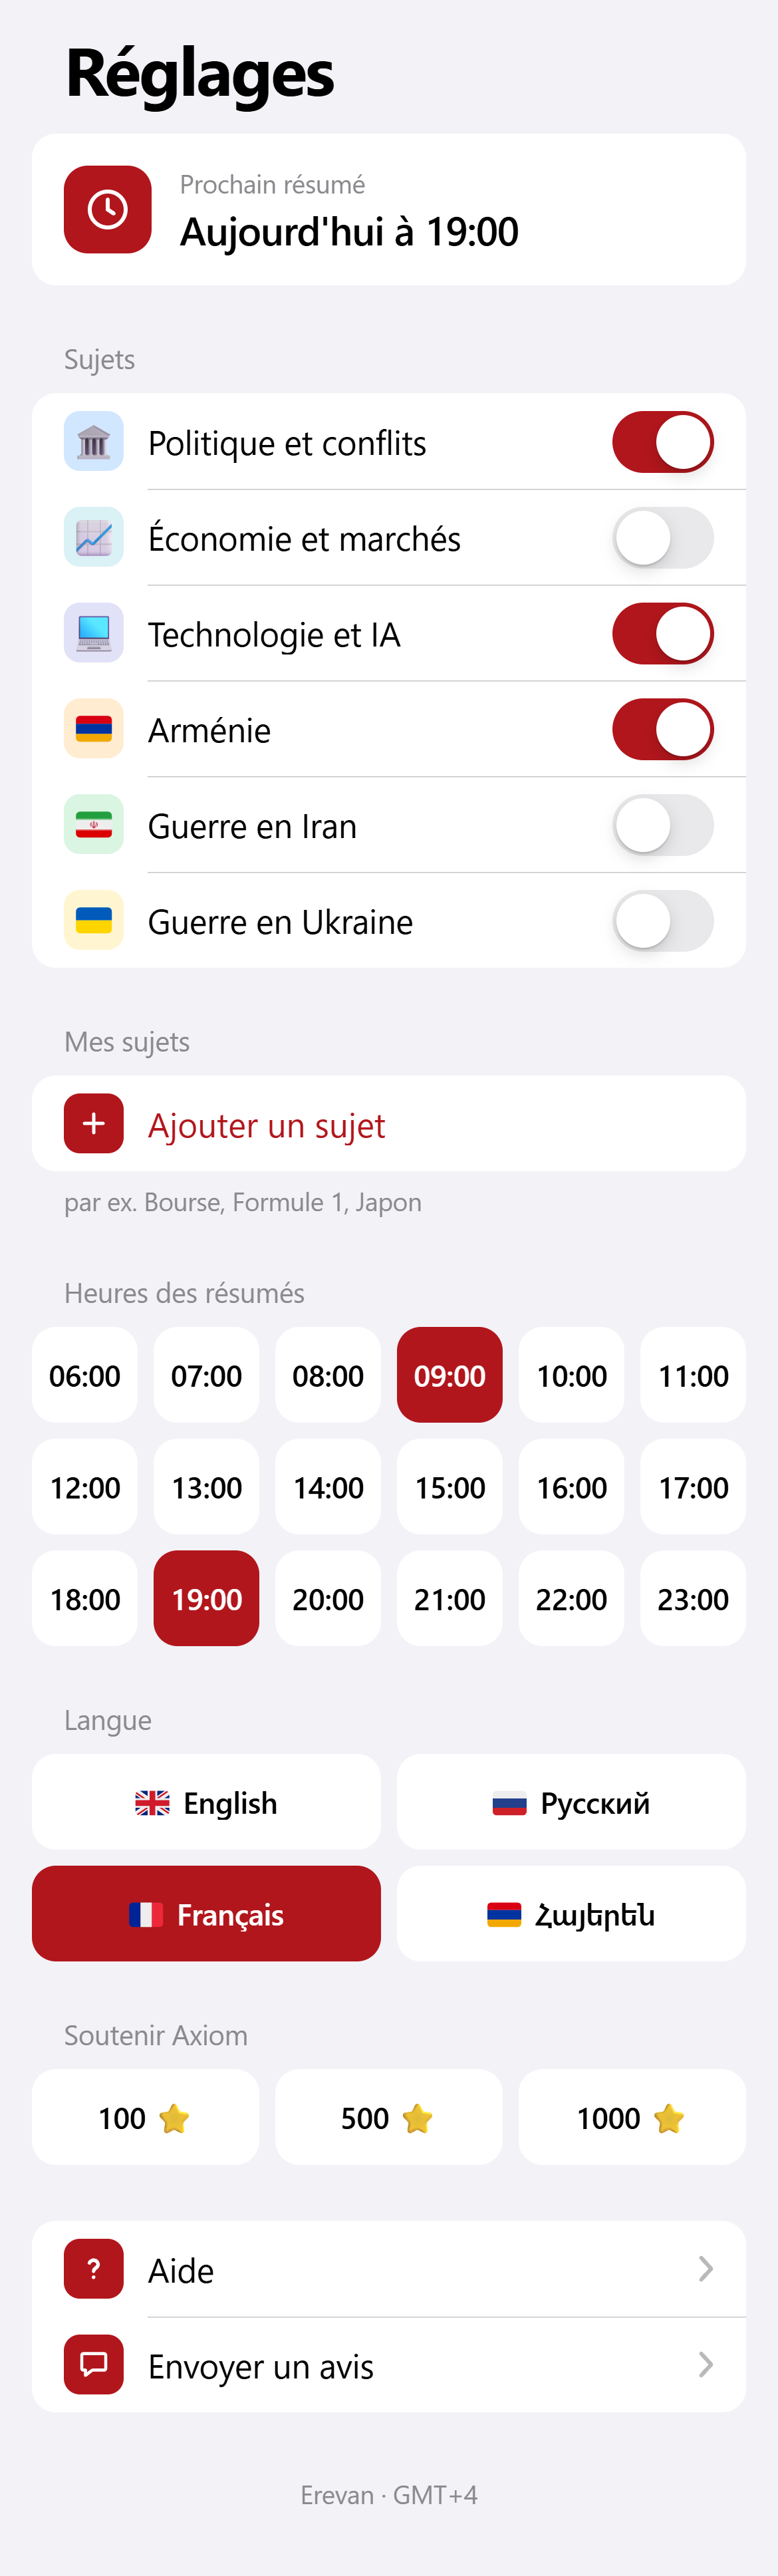 Réglages
Prochain résumé
Aujourd'hui à 19:00
Sujets
Politique et conflits
Économie et marchés
Technologie et IA
Arménie
Guerre en Iran
Guerre en Ukraine
Mes sujets
Ajouter un sujet
par ex. Bourse, Formule 1, Japon
Heures des résumés
06:00 07:00 08:00 09:00 10:00 11:00
12:00 13:00 14:00 15:00 16:00 17:00
18:00 19:00 20:00 21:00 22:00 23:00
Langue
English Русский
Français Հայերեն
Soutenir Axiom
100 500 1000
Aide
Envoyer un avis
Erevan · GMT+4